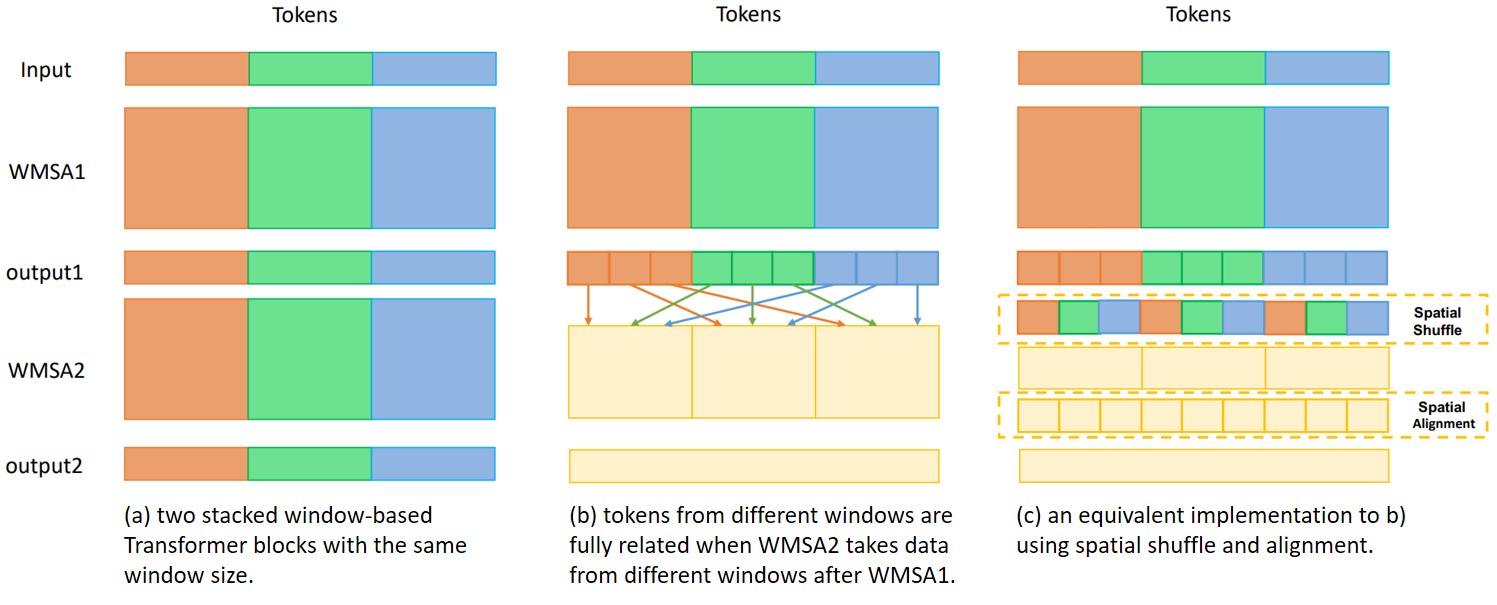 Tokens
Tokens
Tokens
Input
WMSA1
output1
WMSA2
output2
Spatial
Shuffle
Spatial
Alignment
(a) two stacked window-based
Transformer blocks with the same
window size.
(b) tokens from different windows are
fully related when WMSA2 takes data
from different windows after WMSA1.
(c) an equivalent implementation to b)
using spatial shuffle and alignment.